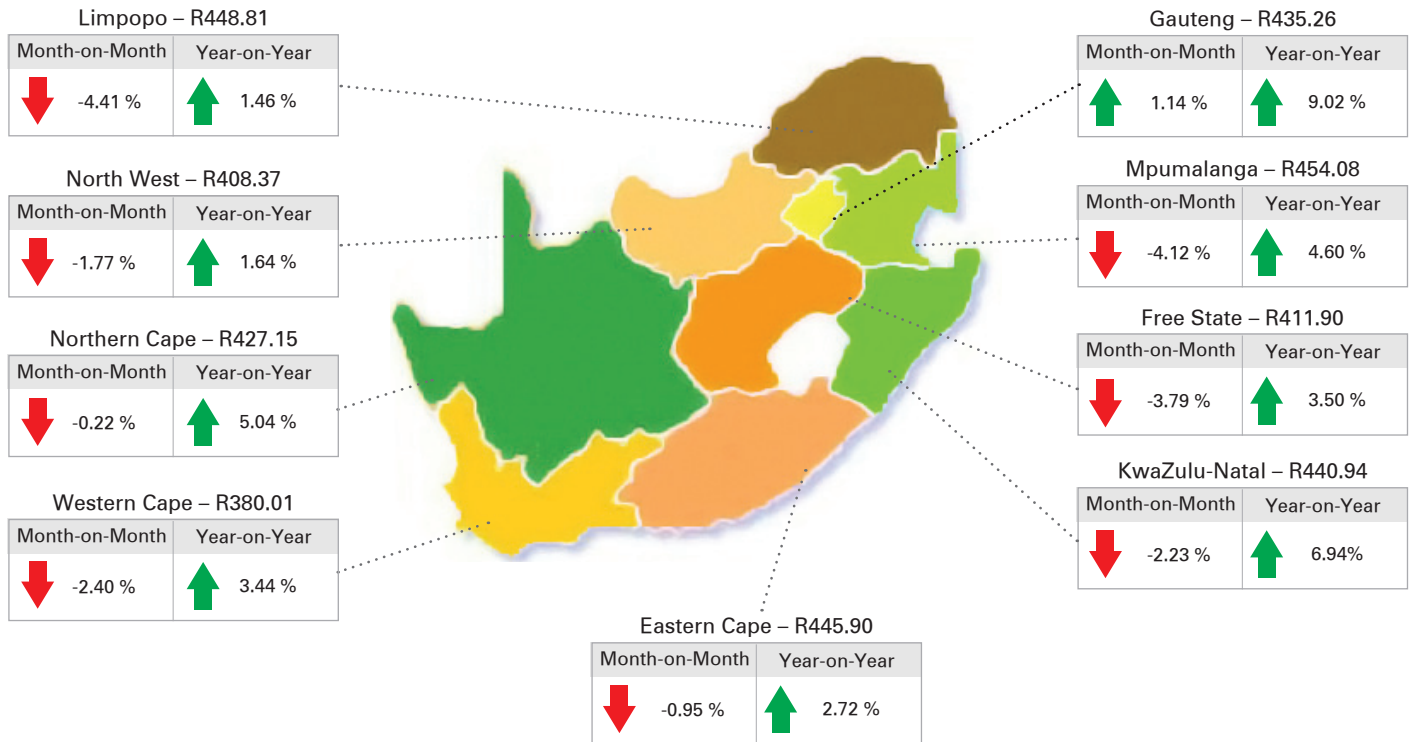 Limpopo – R448.81
Month-on-Month Year-on-Year
-4.41 % 1.46 %
North West – R408.37
Month-on-Month Year-on-Year
-1.77 % 1.64 %
Northern Cape – R427.15
Month-on-Month Year-on-Year
-0.22 % 5.04 %
Western Cape – R380.01
Month-on-Month Year-on-Year
-2.40 % 3.44 %
Gauteng – R435.26
Month-on-Month Year-on-Year
1.14 % 9.02 %
Mpumalanga – R454.08
Month-on-Month Year-on-Year
-4.12 % 4.60 %
Free State – R411.90
Month-on-Month Year-on-Year
-3.79 % 3.50 %
KwaZulu-Natal – R440.94
Month-on-Month Year-on-Year
-2.23 % 6.94%
Eastern Cape – R445.90
Month-on-Month Year-on-Year
-0.95 % 2.72 %